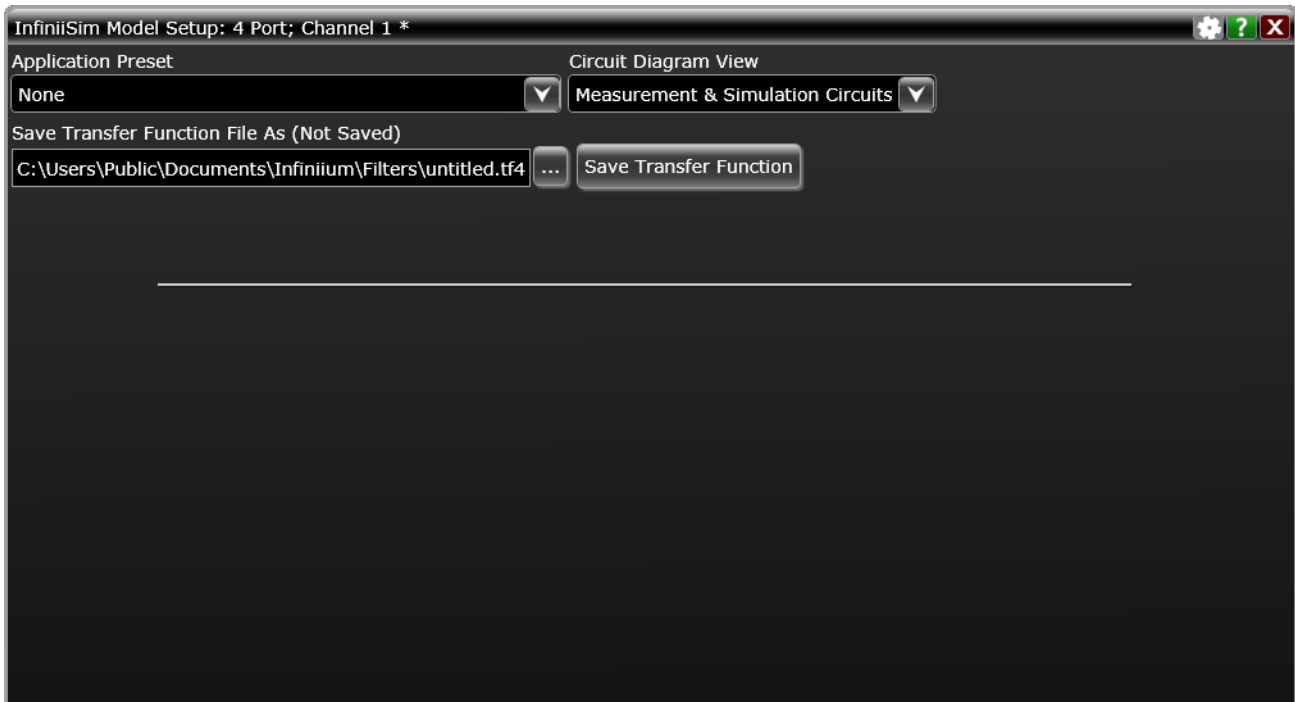 InfiniiSim Model Setup: 4 Port; Channel 1 *
? X
Application Preset
Circuit Diagram View
None
Measurement & Simulation Circuits
Save Transfer Function File As (Not Saved)
C:\Users\Public\Documents\Infiniium\Filters\untitled.tf4
...
Save Transfer Function